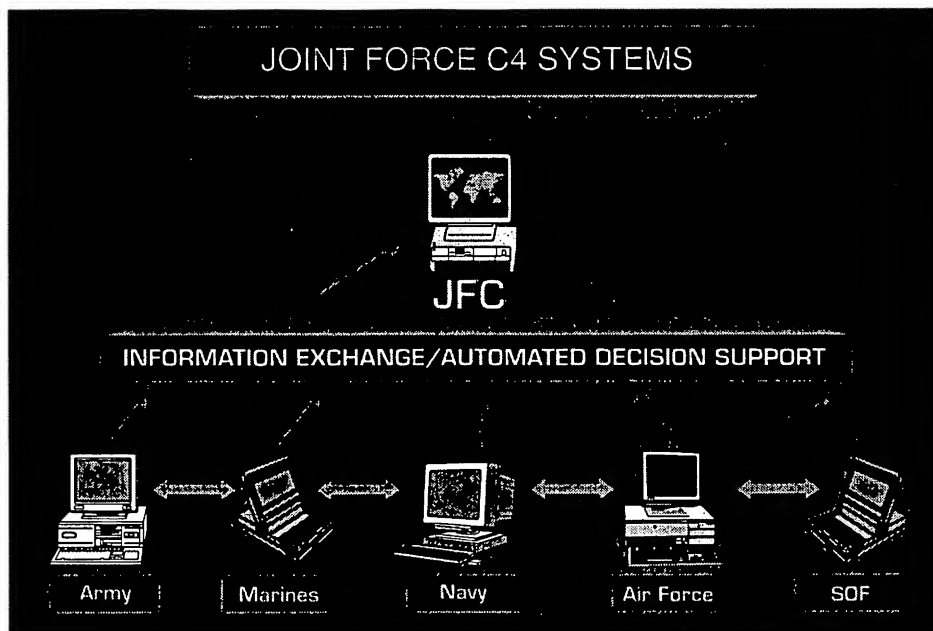 JOINT FORCE C4 SYSTEMS
JFC
INFORMATION EXCHANGE/AUTOMATED DECISION SUPPORT
Army
Marines
Navy
Air Force
SOF